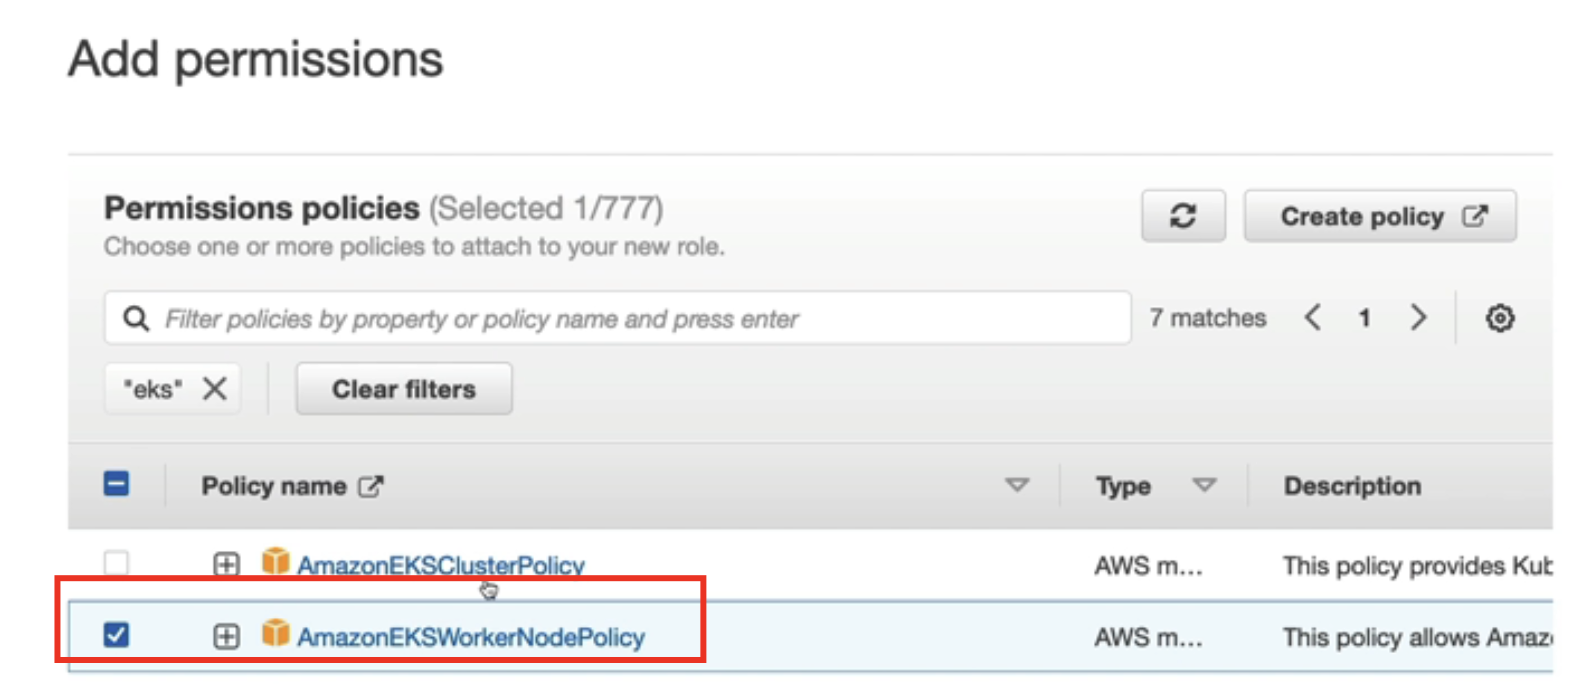 Add permissions
Permissions policies (Selected 1/777)
Create policy
Choose one or more policies to attach to your new role.
Filter policies by property or policy name and press enter
7 matches
1
"eks"
Clear filters
Policy name
Type
Description
AmazonEKSClusterPolicy
AWS m...
This policy provides Kub
AmazonEKSWorkerNodePolicy
AWS m...
This policy allows Amaz